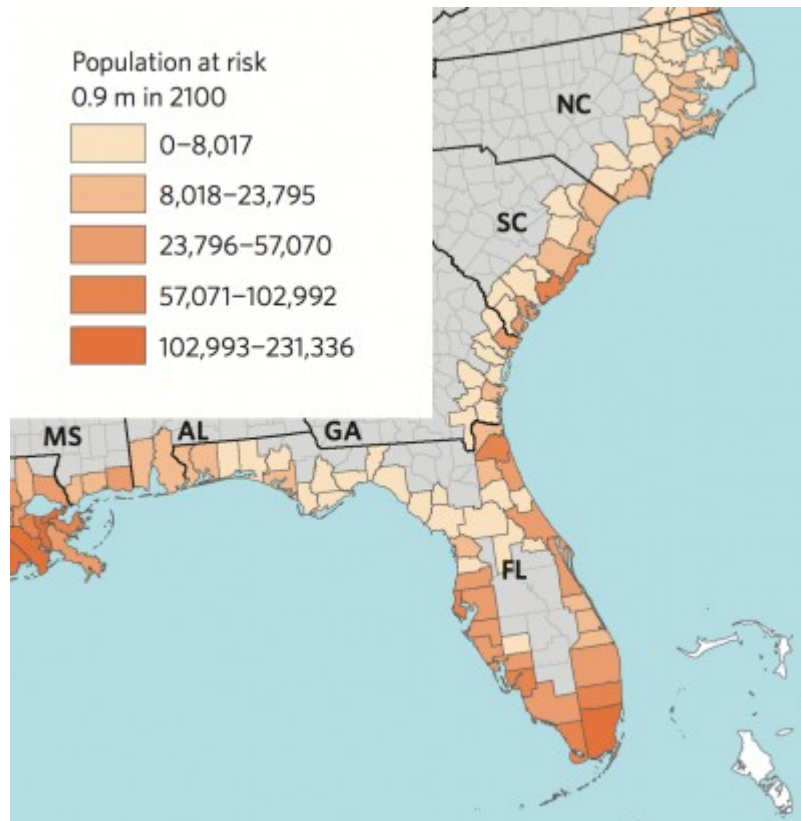 Population at risk
0.9 m in 2100
0–8,017
8,018–23,795
23,796–57,070
57,071–102,992
102,993–231,336
NC
SC
MS
AL
GA
FL